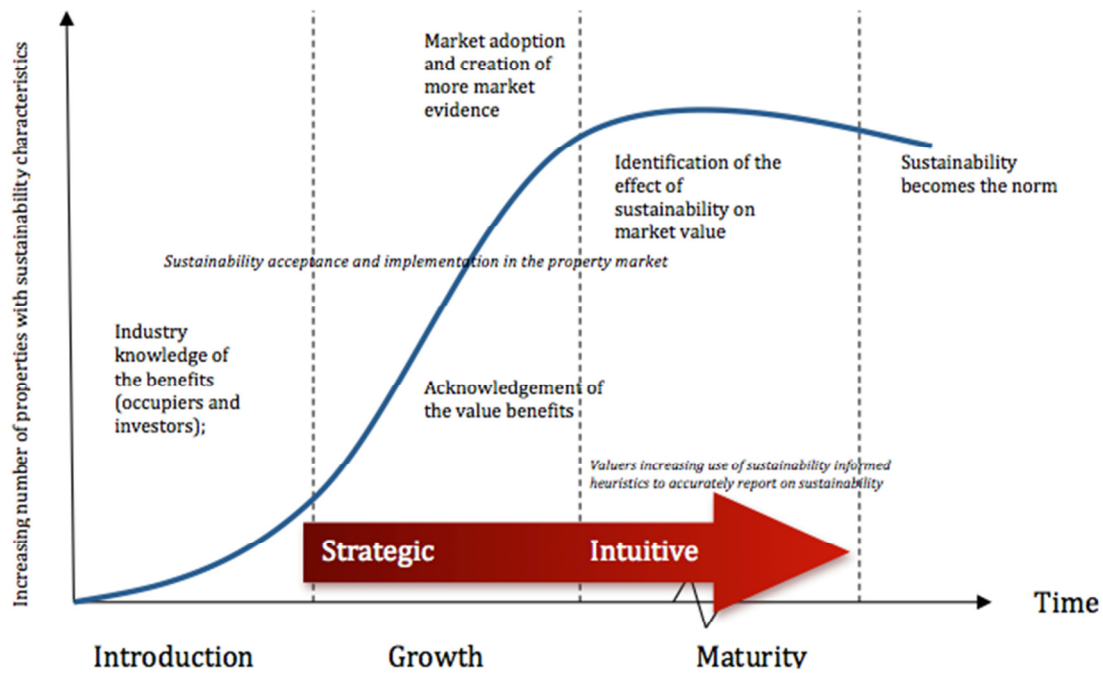 Increasing number of properties with sustainability characteristics
Market adoption
and creation of
more market
evidence
Identification of the
effect of
sustainability on
market value
Sustainability
becomes the norm
Sustainability acceptance and implementation in the property market
Industry
knowledge of
the benefits
(occupiers and
investors);
Acknowledgement of
the value benefits
Valuers increasing use of sustainability informed
heuristics to accurately report on sustainability
Strategic
Intuitive
Time
Introduction
Growth
Maturity